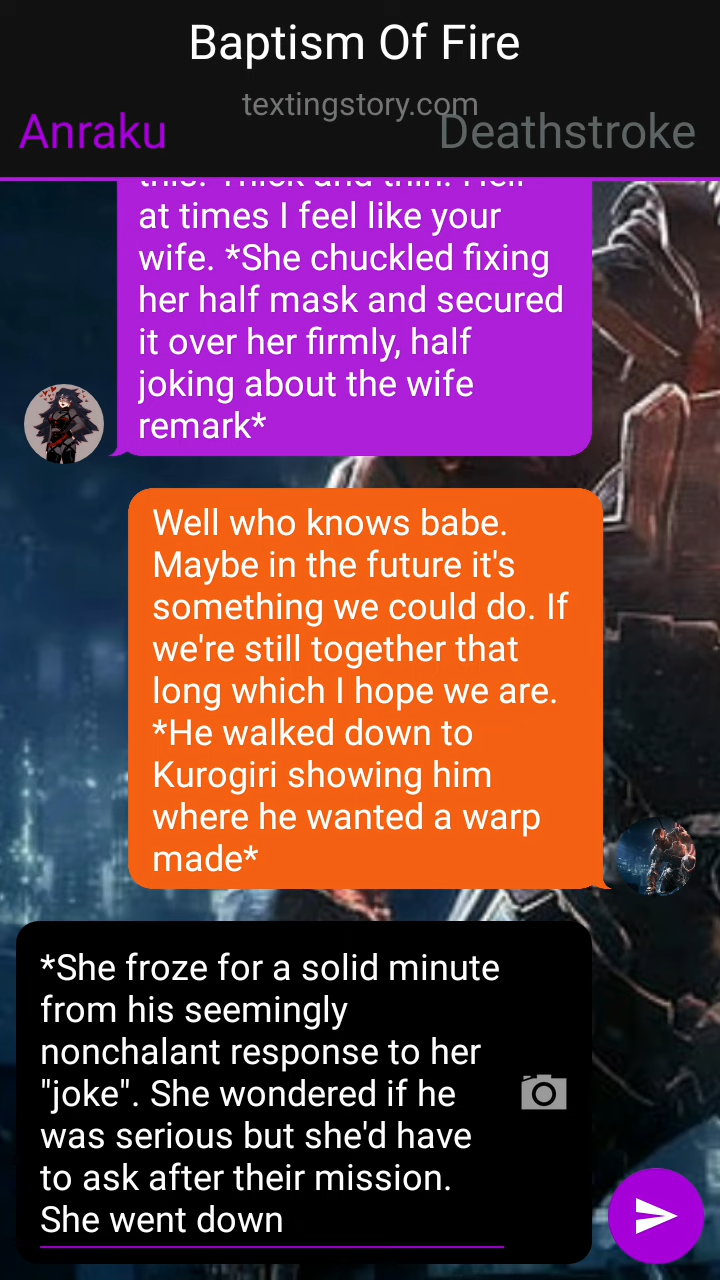 Baptism Of Fire
textingstory.com
Anraku
Deathstroke
this. Thick and thin. Hell
at times I feel like your
wife. *She chuckled fixing
her half mask and secured
it over her firmly, half
joking about the wife
remark*
Well who knows babe.
Maybe in the future it's
something we could do. If
we're still together that
long which I hope we are.
*He walked down to
Kurogiri showing him
where he wanted a warp
made*
*She froze for a solid minute
from his seemingly
nonchalant response to her
"joke". She wondered if he
was serious but she'd have
to ask after their mission.
She went down